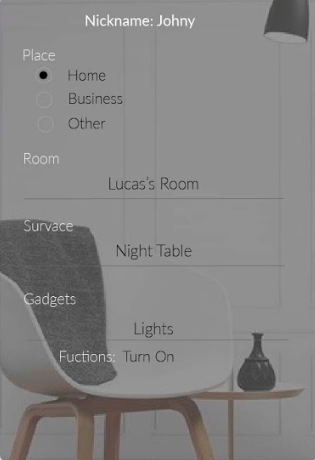 Nickname: Johny
Place
Home
Business
Other
Room
Lucas's Room
Survace
Night Table
Gadgets
Lights
Fuctions: Turn On